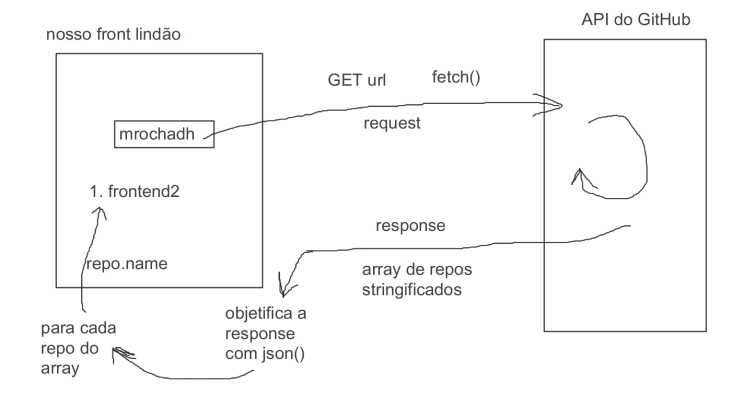 nosso front lindão
API do GitHub
GET url
fetch()
request
mrochadh
1. frontend2
repo.name
response
array de repos
stringificados
objetifica a
response
com json()
para cada
repo do
array